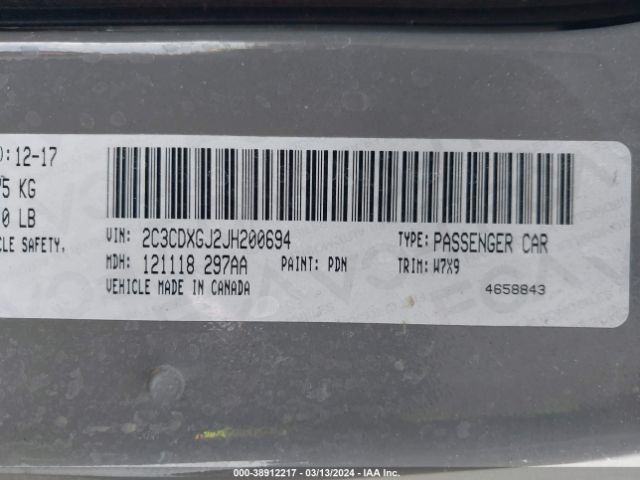 ): 12-17
75 KG
0 LB
CLE SAFETY,
VIN: 2C3CDXGJ2JH200694
TYPE: PASSENGER CAR
MDH: 121118 297AA
PAINT: PDN
TRIM: W7X9
VEHICLE MADE IN CANADA
4658843
000-38912217 - 03/13/2024 - IAA Inc.